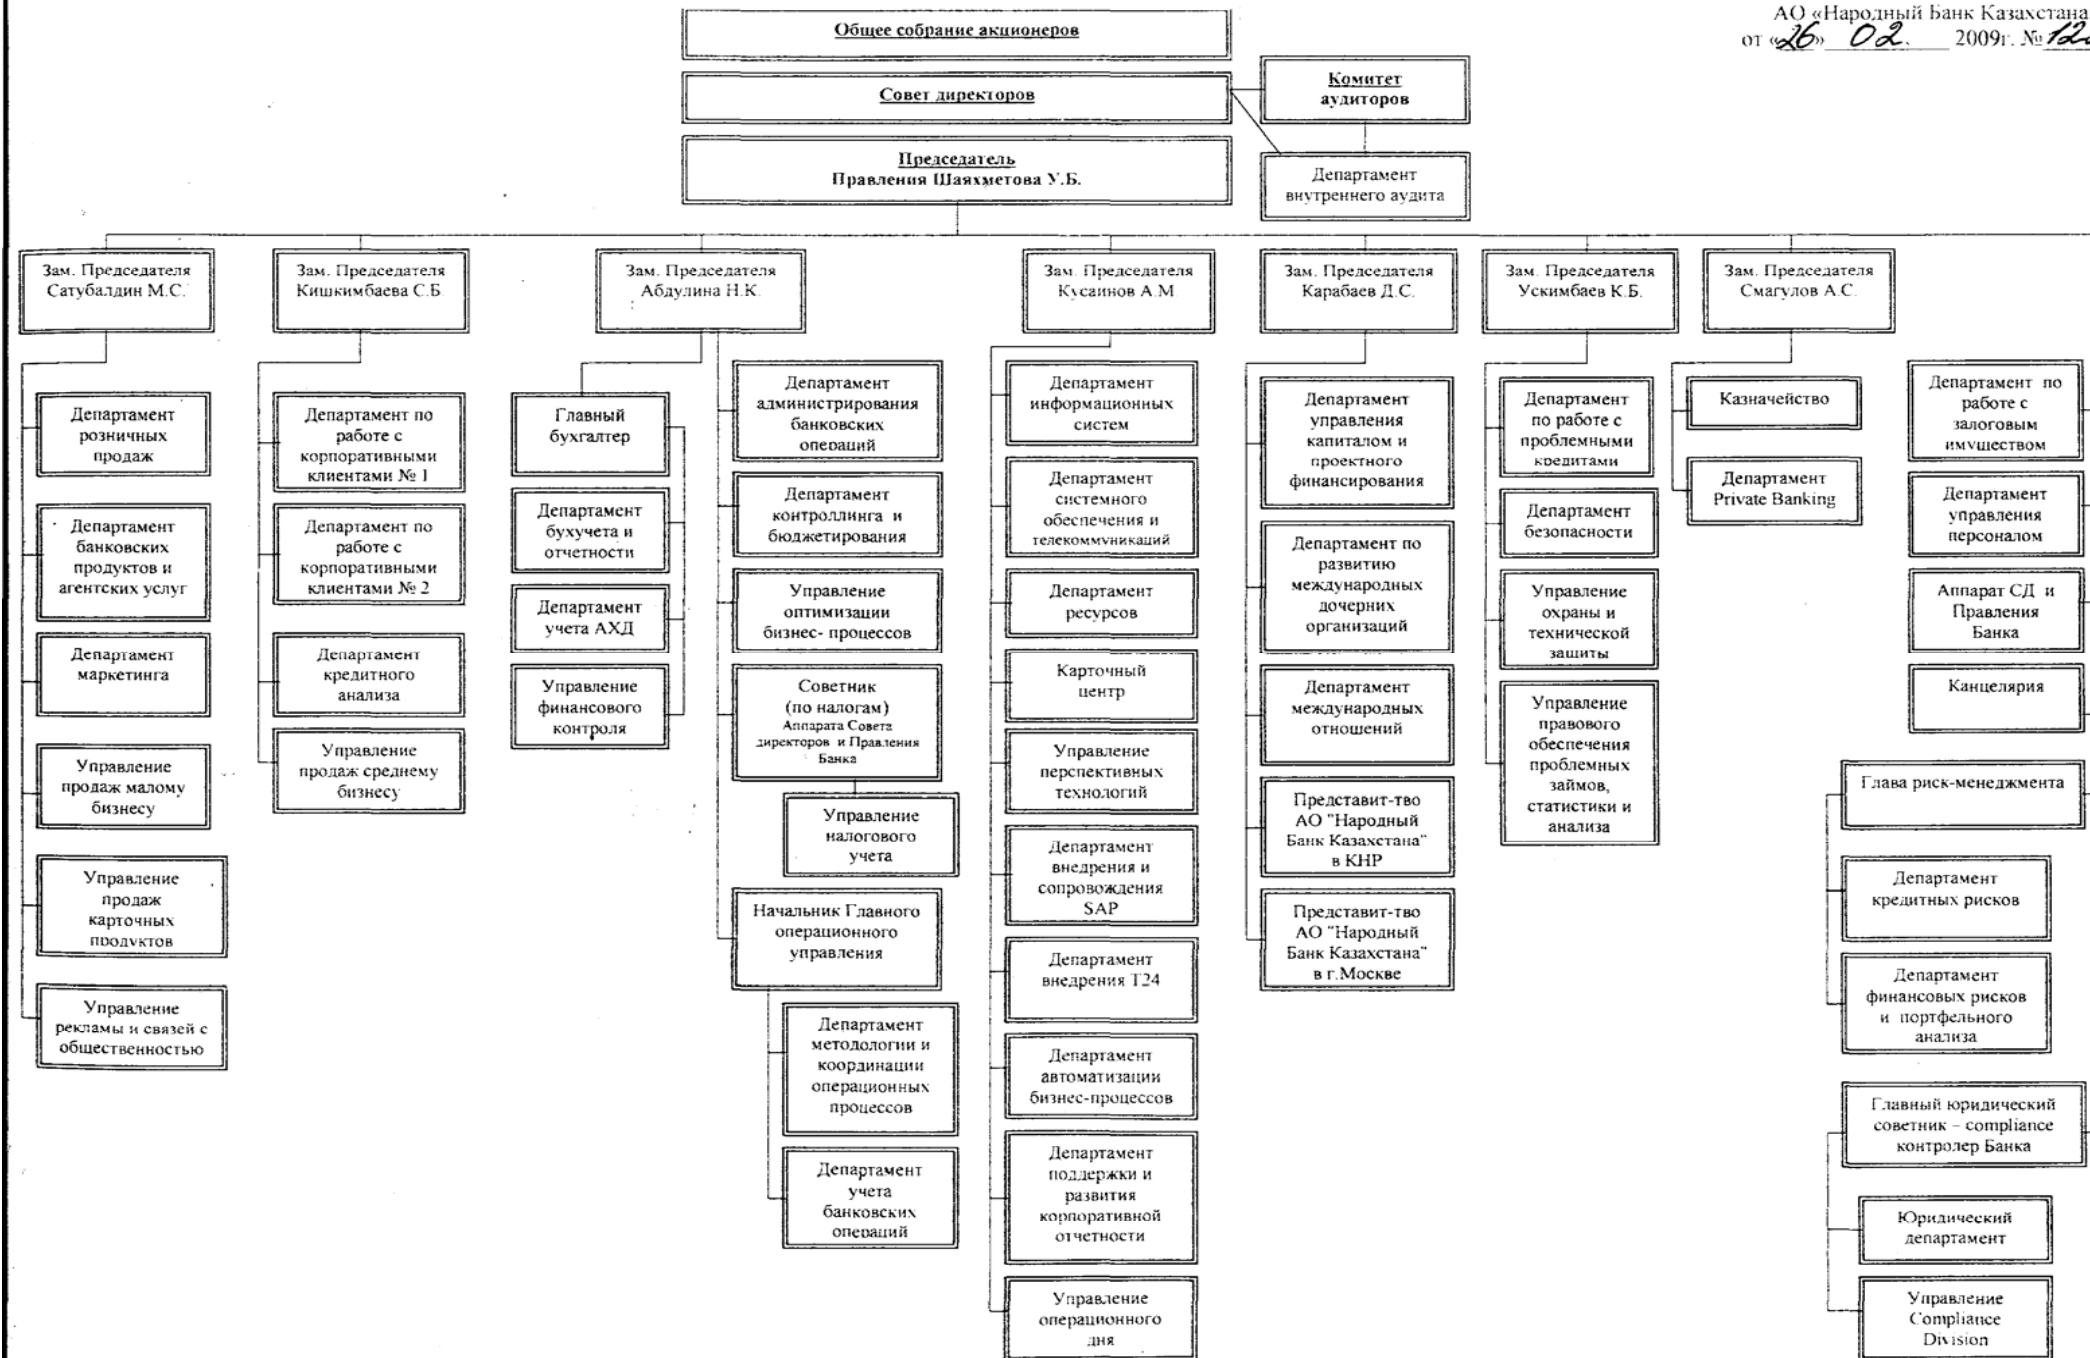 АО «Народный Банк Казахстана
от «26» 02. 2009г. №
Общее собрание акционеров
Совет директоров
Комитет
аудиторов
Председатель
Правления Шаяхметова У.Б.
Департамент
внутреннего аудита
Зам. Председателя
Сатубалдин М.С.
Зам. Председателя
Кишкимбаева С.Б
Зам. Председателя
Абдулина Н.К.
Зам. Председателя
Кусаинов А.М
Зам. Председателя
Карабаев Д.С.
Зам. Председателя
Ускимбаев К.Б.
Зам. Председателя
Смагулов А.С.
Департамент
розничных
продаж
Департамент
банковских
продуктов и
агентских услуг
Департамент
маркетинга
Управление
продаж малому
бизнесу
Управление
продаж
карточных
продуктов
Управление
рекламы и связей с
общественностью
Департамент по
работе с
корпоративными
клиентами № 1
Департамент по
работе с
корпоративными
клиентами № 2
Департамент
кредитного
анализа
Управление
продаж среднему
бизнесу
Главный
бухгалтер
Департамент
бухучета и
отчетности
Департамент
учета АХД
Управление
финансового
контроля
Департамент
администрирования
банковских
операций
Департамент
контроллинга и
бюджетирования
Управление
оптимизации
бизнес- процессов
Советник
(по налогам)
Аппарата Совета
директоров и Правления
Банка
Управление
налогового
учета
Начальник Главного
операционного
управления
Департамент
методологии и
координации
операционных
процессов
Департамент
учета
банковских
операций
Департамент
информационных
систем
Департамент
системного
обеспечения и
телекоммуникаций
Департамент
ресурсов
Карточный
центр
Управление
перспективных
технологий
Департамент
внедрения и
сопровождения
SAP
Департамент
внедрения Т24
Департамент
автоматизации
бизнес-процессов
Департамент
поддержки и
развития
корпоративной
отчетности
Управление
операционного
дня
Департамент
управления
капиталом и
проектного
финансирования
Департамент по
развитию
международных
дочерних
организаций
Департамент
международных
отношений
Представит-тво
АО "Народный
Банк Казахстана"
в КНР
Представит-тво
АО "Народный
Банк Казахстана"
в г.Москве
Департамент
по работе с
проблемными
кредитами
Департамент
безопасности
Управление
охраны и
технической
защиты
Управление
правового
обеспечения
проблемных
займов,
статистики и
анализа
Казначейство
Департамент
Private Banking
Департамент по
работе с
залоговым
имуществом
Департамент
управления
персоналом
Аппарат СД и
Правления
Банка
Канцелярия
Глава риск-менеджмента
Департамент
кредитных рисков
Департамент
финансовых рисков
и портфельного
анализа
Главный юридический
советник – compliance
контролер Банка
Юридический
департамент
Управление
Compliance
Division